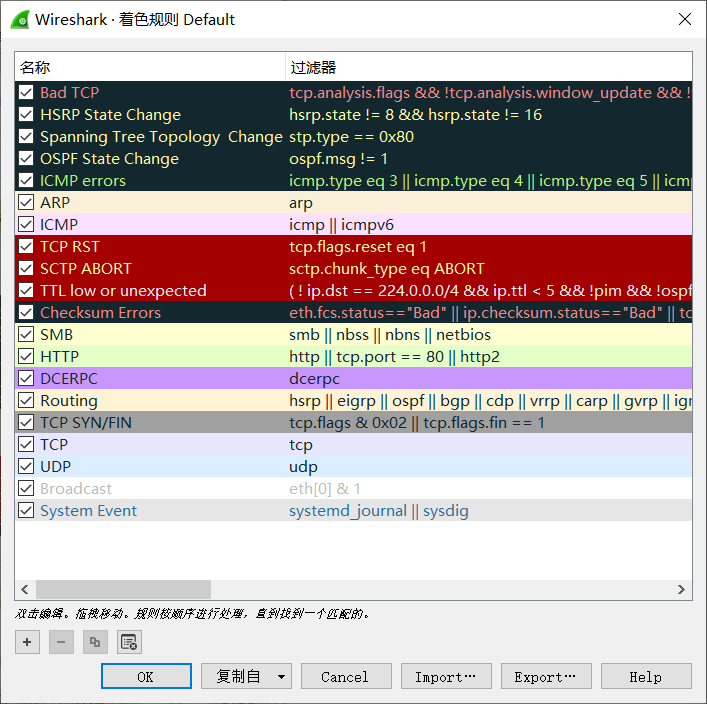 Wireshark · 着色规则 Default
名称 过滤器
Bad TCP tcp.analysis.flags && !tcp.analysis.window_update && !
HSRP State Change hsrp.state != 8 && hsrp.state != 16
Spanning Tree Topology  Change stp.type == 0x80
OSPF State Change ospf.msg != 1
ICMP errors icmp.type eq 3 || icmp.type eq 4 || icmp.type eq 5 || icm
ARP arp
ICMP icmp || icmpv6
TCP RST tcp.flags.reset eq 1
SCTP ABORT sctp.chunk_type eq ABORT
TTL low or unexpected ( ! ip.dst == 224.0.0.0/4 && ip.ttl < 5 && !pim && !ospf
Checksum Errors eth.fcs.status=="Bad" || ip.checksum.status=="Bad" || tc
SMB smb || nbss || nbns || netbios
HTTP http || tcp.port == 80 || http2
DCERPC dcerpc
Routing hsrp || eigrp || ospf || bgp || cdp || vrrp || carp || gvrp || igr
TCP SYN/FIN tcp.flags & 0x02 || tcp.flags.fin == 1
TCP tcp
UDP udp
Broadcast eth[0] & 1
System Event systemd_journal || sysdig
双击编辑。拖拽移动。规则按顺序进行处理，直到找到一个匹配的。
OK 复制自 Cancel Import… Export… Help